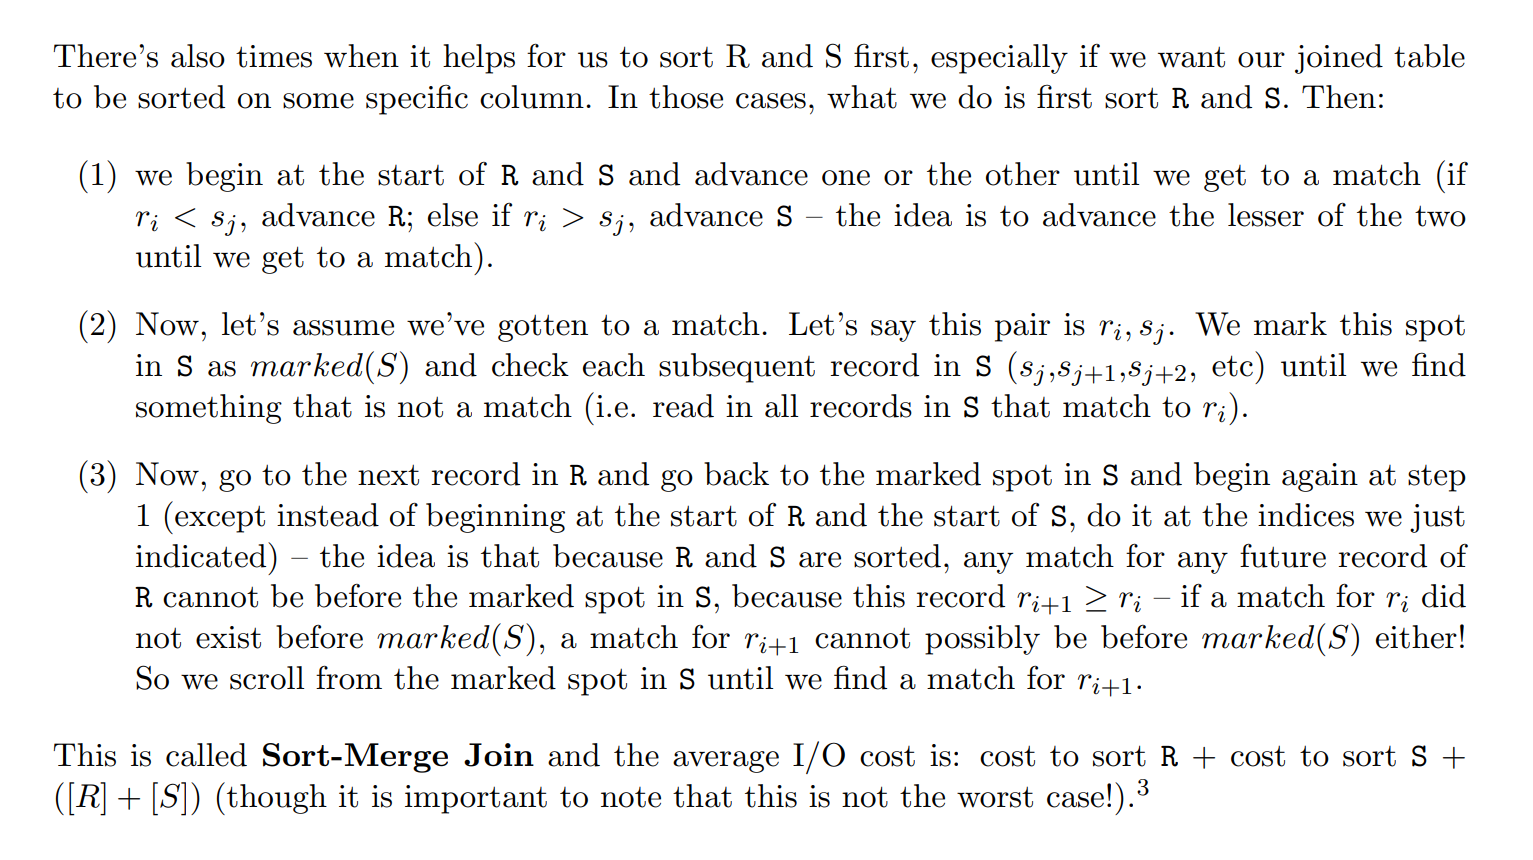 There's also times when it helps for us to sort R and S first, especially if we want our joined table
to be sorted on some specific column. In those cases, what we do is first sort R and S. Then:
(1) we begin at the start of R and S and advance one or the other until we get to a match (if
r_i < s_j, advance R; else if r_i > s_j, advance S – the idea is to advance the lesser of the two
until we get to a match).
(2) Now, let's assume we've gotten to a match. Let's say this pair is r_i, s_j. We mark this spot
in S as marked(S) and check each subsequent record in S (s_j,s_{j+1},s_{j+2}, etc) until we find
something that is not a match (i.e. read in all records in S that match to r_i).
(3) Now, go to the next record in R and go back to the marked spot in S and begin again at step
1 (except instead of beginning at the start of R and the start of S, do it at the indices we just
indicated) – the idea is that because R and S are sorted, any match for any future record of
R cannot be before the marked spot in S, because this record r_{i+1} ≥ r_i – if a match for r_i did
not exist before marked(S), a match for r_{i+1} cannot possibly be before marked(S) either!
So we scroll from the marked spot in S until we find a match for r_{i+1}.
This is called Sort-Merge Join and the average I/O cost is: cost to sort R + cost to sort S +
([R] + [S]) (though it is important to note that this is not the worst case!).³